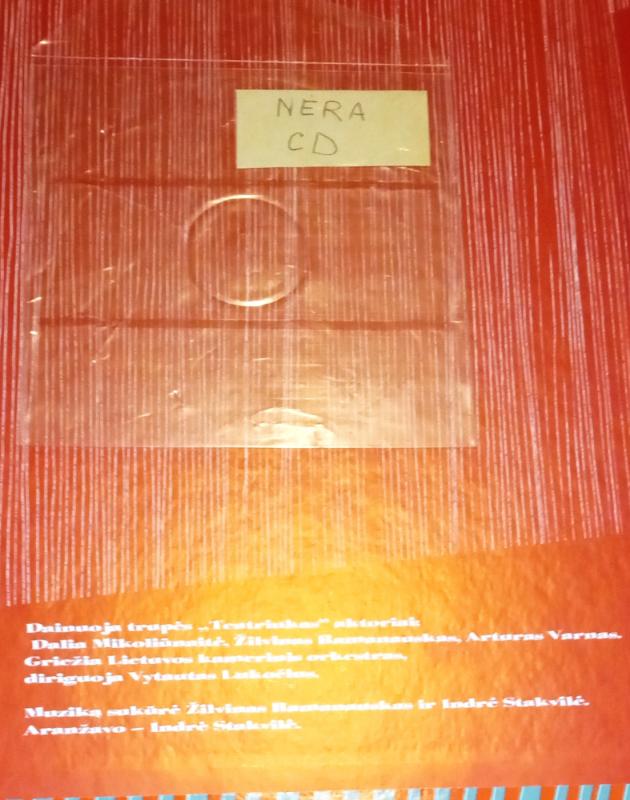 NĖRA
CD
Dainuoja trupės „Teatriukas“ aktoriai:
Dalia Mikoliūnaitė, Žilvinas Ramanauskas, Arturas Varnas.
Griežia Lietuvos kamerinis orkestras,
diriguoja Vytautas Lukočius.
Muziką sukūrė Žilvinas Ramanauskas ir Indrė Stakvilė.
Aranžavo – Indrė Stakvilė.